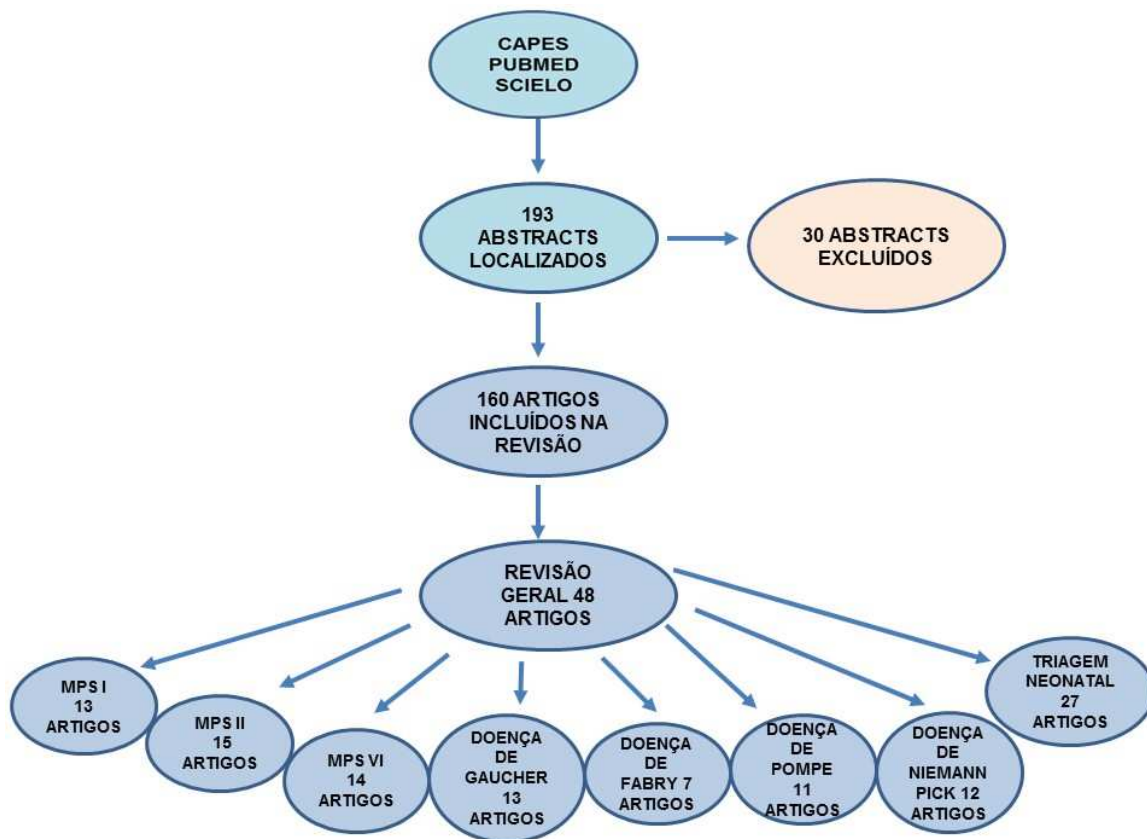 CAPES
PUBMED
SCIELO
193
ABSTRACTS
LOCALIZADOS
30 ABSTRACTS
EXCLUÍDOS
160 ARTIGOS
INCLUÍDOS NA
REVISÃO
REVISÃO
GERAL 48
ARTIGOS
MPS I
13
ARTIGOS
MPS II
15
ARTIGOS
MPS VI
14
ARTIGOS
DOENÇA
DE
GAUCHER
13
ARTIGOS
DOENÇA
DE
FABRY 7
ARTIGOS
DOENÇA
DE
POMPE
11
ARTIGOS
DOENÇA
DE
NIEMANN
PICK 12
ARTIGOS
TRIAGEM
NEONATAL
27
ARTIGOS